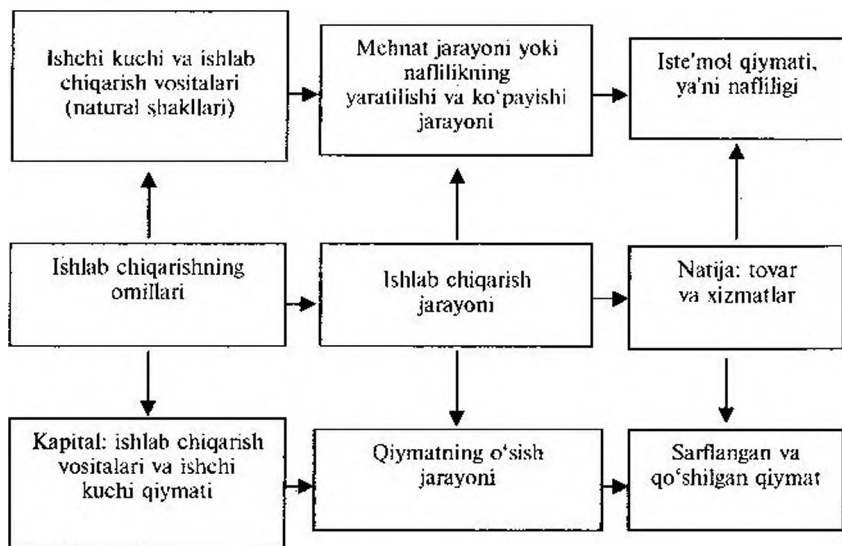 Ishchi kuchi va ishlab
chiqarish vositalari
(natural shakllari)
Mehnat jarayoni yoki
naflilikning
yaratilishi va ko‘payishi
jarayoni
Iste'mol qiymati,
ya'ni nafliligi
Ishlab chiqarishning
omillari
Ishlab chiqarish
jarayoni
Natija: tovar
va xizmatlar
Kapital: ishlab chiqarish
vositalari va ishchi
kuchi qiymati
Qiymatning o‘sish
jarayoni
Sarflangan va
qo‘shilgan qiymat